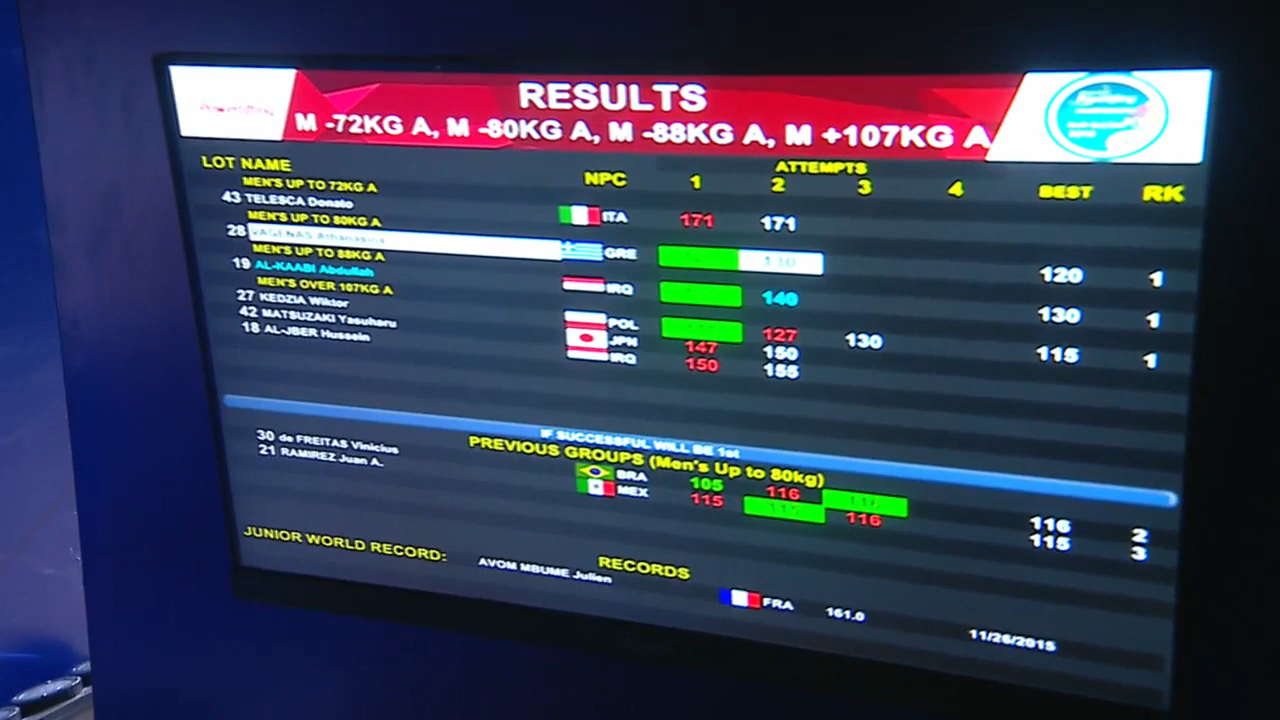 RESULTS
M -72KG A, M -80KG A, M -88KG A, M +107KG A
LOT NAME NPC ATTEMPTS BEST RK
1 2 3 4
MEN'S UP TO 72KG A
43 TELESCA Donato ITA 171 171
MEN'S UP TO 80KG A
28 VAGENAS Athanasios GRE 130 120 1
MEN'S UP TO 88KG A
19 AL-KAABI Abdullah IRQ 140 130 1
MEN'S OVER 107KG A
27 KEDZIA Wiktor POL 127 130 115 1
42 MATSUZAKI Yasuharu JPN 147 150
18 AL-JBER Hussein IRQ 150 155
IF SUCCESSFUL WILL BE 1st
PREVIOUS GROUPS (Men's Up to 80kg)
30 de FREITAS Vinicius BRA 105 116 116 116 2
21 RAMIREZ Juan A. MEX 115 115 116 115 3
RECORDS
JUNIOR WORLD RECORD: AVOM MBUME Julien FRA 161.0 11/26/2015